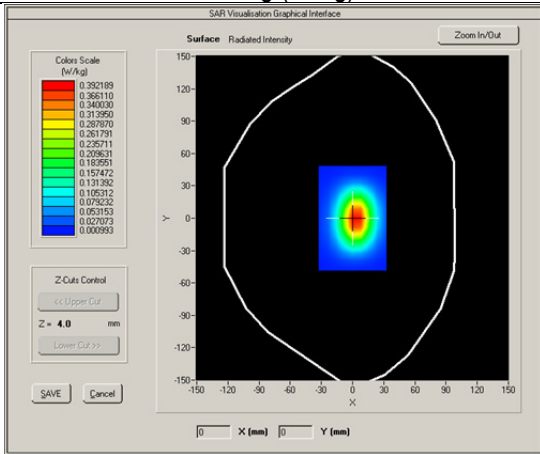 SAR Visualisation Graphical Interface
Surface Radiated Intensity
Zoom In/Out
Colors Scale
(W/kg)
0.392189
0.366110
0.340030
0.313950
0.287870
0.261791
0.235711
0.209631
0.183551
0.157472
0.131392
0.105312
0.079232
0.053153
0.027073
0.000993
Z-Cuts Control
<< Upper Cut
Z = 4.0 mm
Lower Cut >>
SAVE Cancel
150
120
90
60
30
0
-30
-60
-90
-120
-150
Y
-150 -120 -90 -60 -30 0 30 60 90 120 150
X
0 X (mm) 0 Y (mm)